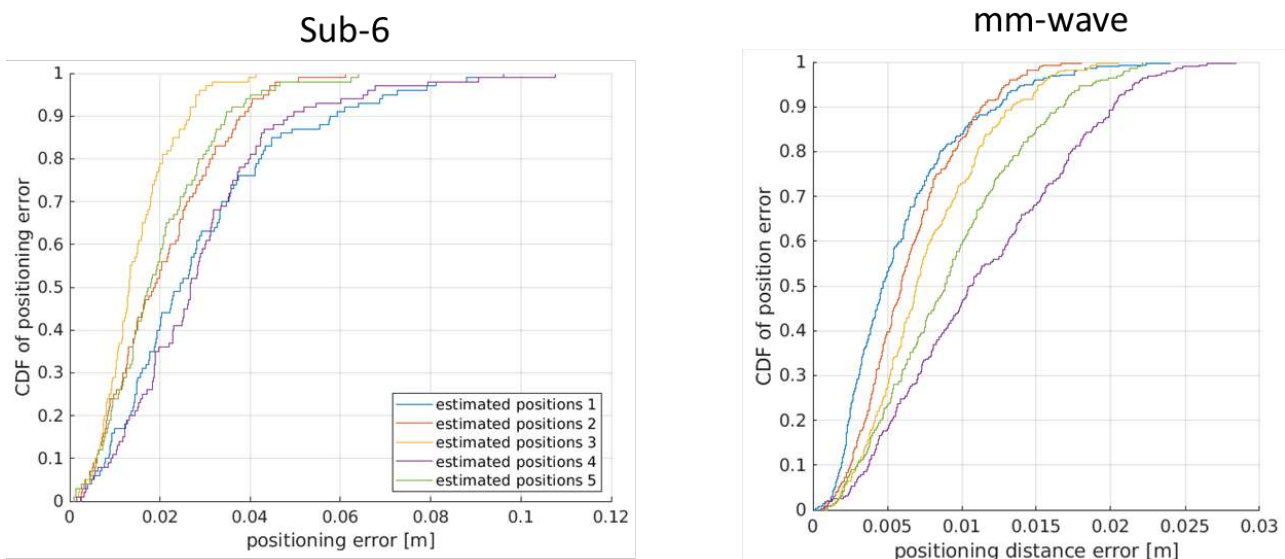 Sub-6
CDF of positioning error
1
0.9
0.8
0.7
0.6
0.5
0.4
0.3
0.2
0.1
0
estimated positions 1
estimated positions 2
estimated positions 3
estimated positions 4
estimated positions 5
0 0.02 0.04 0.06 0.08 0.1 0.12
positioning error [m]
mm-wave
CDF of position error
1
0.9
0.8
0.7
0.6
0.5
0.4
0.3
0.2
0.1
0
0 0.005 0.01 0.015 0.02 0.025 0.03
positioning distance error [m]